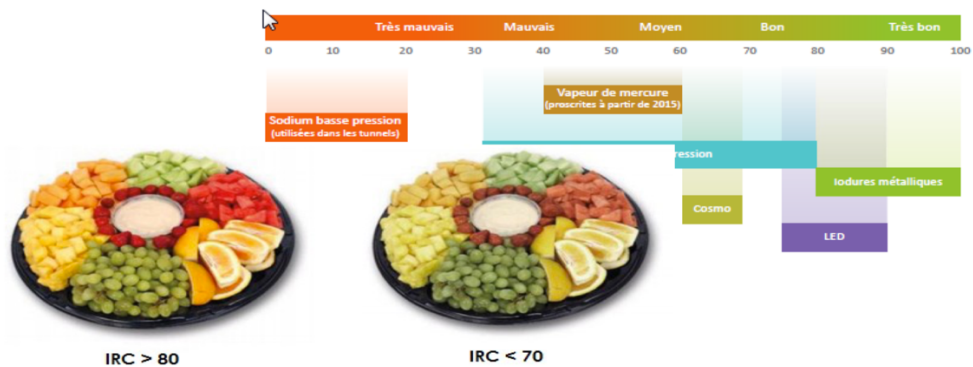 Très mauvais Mauvais Moyen Bon Très bon
0 10 20 30 40 50 60 70 80 90 100
Vapeur de mercure
(proscrites à partir de 2015)
Sodium basse pression
(utilisées dans les tunnels)
ression
Iodures métalliques
Cosmo
LED
IRC > 80
IRC < 70